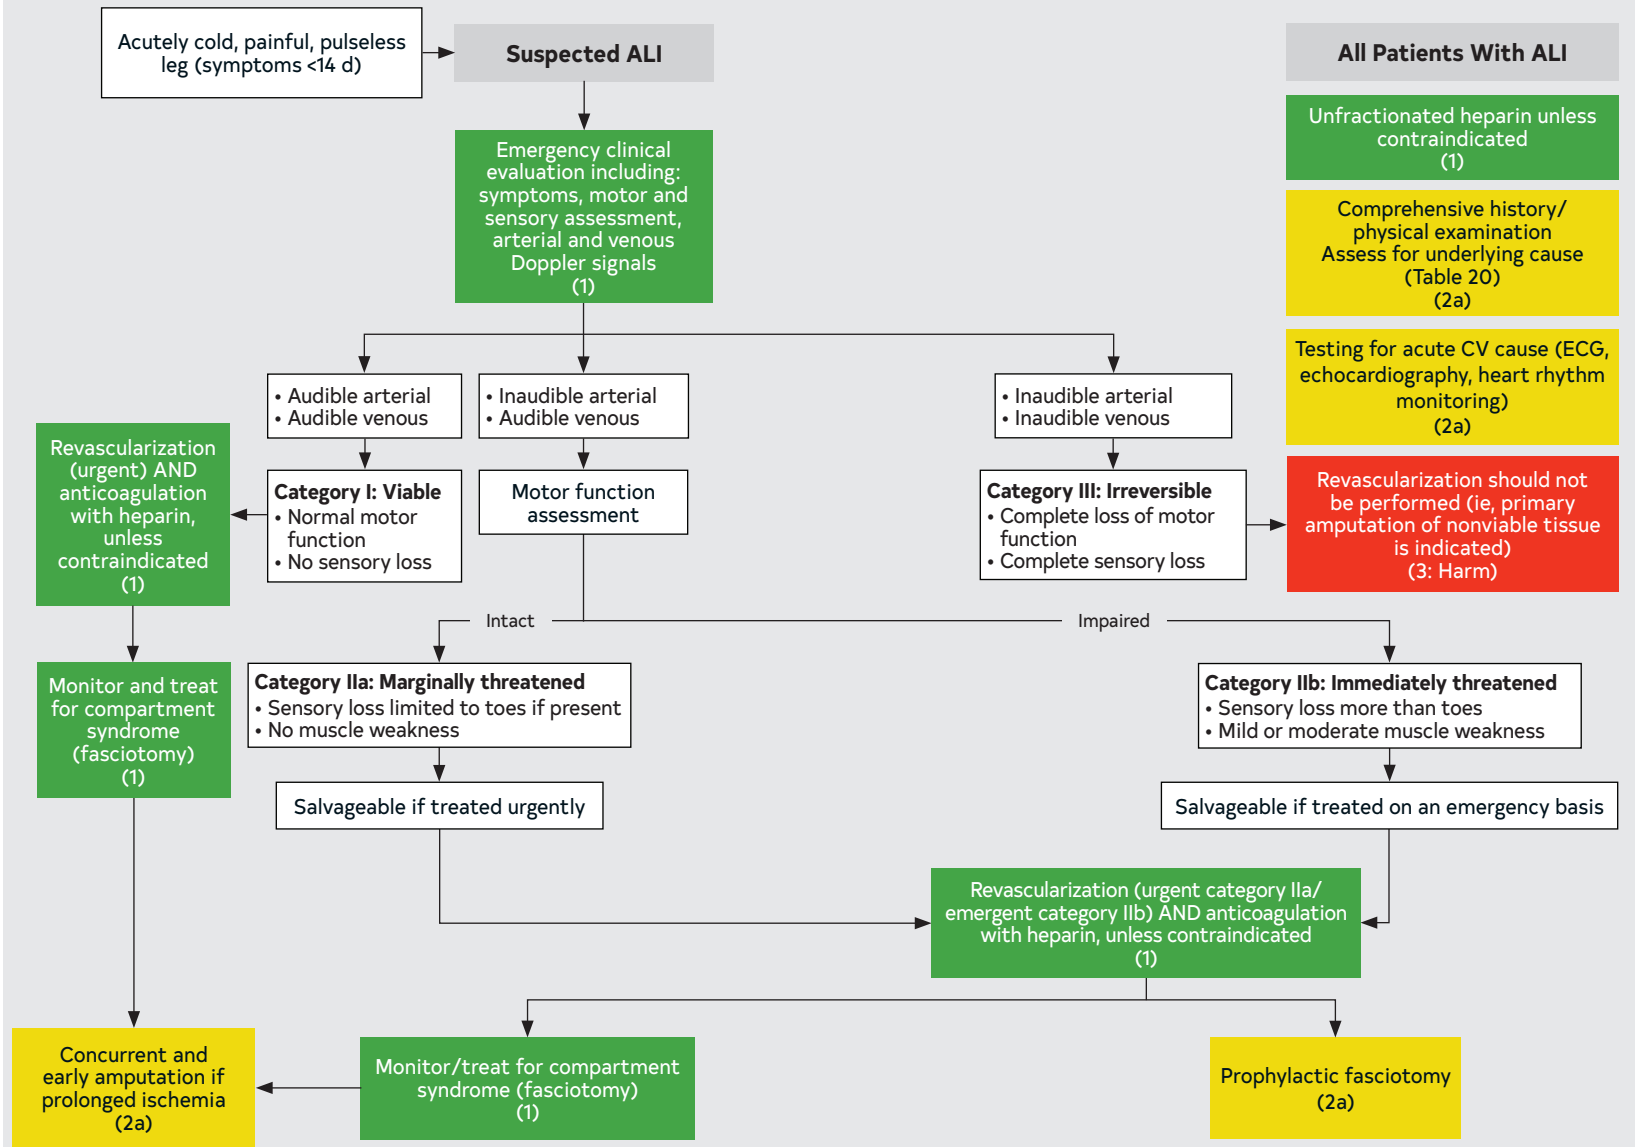 Acutely cold, painful, pulseless
leg (symptoms <14 d)
Suspected ALI
All Patients With ALI
Unfractionated heparin unless
contraindicated
(1)
Comprehensive history/
physical examination
Assess for underlying cause
(Table 20)
(2a)
Testing for acute CV cause (ECG,
echocardiography, heart rhythm
monitoring)
(2a)
Emergency clinical
evaluation including:
symptoms, motor and
sensory assessment,
arterial and venous
Doppler signals
(1)
• Audible arterial
• Audible venous
• Inaudible arterial
• Audible venous
• Inaudible arterial
• Inaudible venous
Revascularization
(urgent) AND
anticoagulation
with heparin,
unless
contraindicated
(1)
Category I: Viable
• Normal motor
function
• No sensory loss
Motor function
assessment
Category III: Irreversible
• Complete loss of motor
function
• Complete sensory loss
Revascularization should not
be performed (ie, primary
amputation of nonviable tissue
is indicated)
(3: Harm)
Intact
Impaired
Monitor and treat
for compartment
syndrome
(fasciotomy)
(1)
Category IIa: Marginally threatened
• Sensory loss limited to toes if present
• No muscle weakness
Category IIb: Immediately threatened
• Sensory loss more than toes
• Mild or moderate muscle weakness
Salvageable if treated urgently
Salvageable if treated on an emergency basis
Revascularization (urgent category IIa/
emergent category IIb) AND anticoagulation
with heparin, unless contraindicated
(1)
Concurrent and
early amputation if
prolonged ischemia
(2a)
Monitor/treat for compartment
syndrome (fasciotomy)
(1)
Prophylactic fasciotomy
(2a)